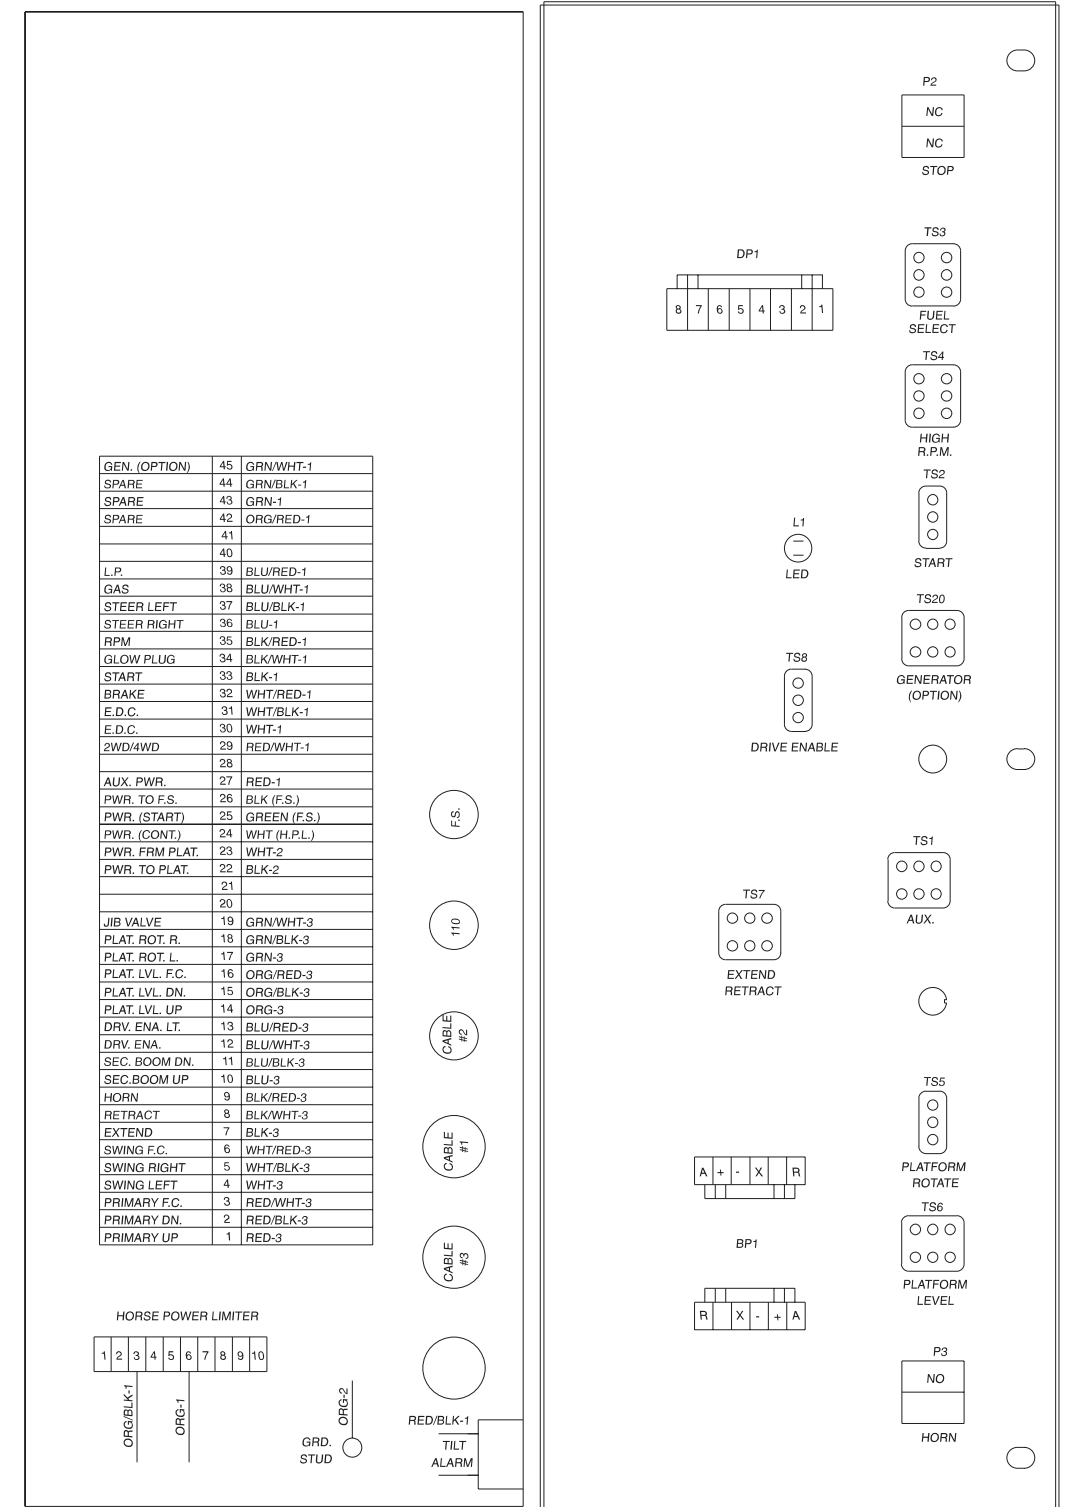 GEN. (OPTION) 45 GRN/WHT-1
SPARE 44 GRN/BLK-1
SPARE 43 GRN-1
SPARE 42 ORG/RED-1
41
40
L.P. 39 BLU/RED-1
GAS 38 BLU/WHT-1
STEER LEFT 37 BLU/BLK-1
STEER RIGHT 36 BLU-1
RPM 35 BLK/RED-1
GLOW PLUG 34 BLK/WHT-1
START 33 BLK-1
BRAKE 32 WHT/RED-1
E.D.C. 31 WHT/BLK-1
E.D.C. 30 WHT-1
2WD/4WD 29 RED/WHT-1
28
AUX. PWR. 27 RED-1
PWR. TO F.S. 26 BLK (F.S.)
PWR. (START) 25 GREEN (F.S.)
PWR. (CONT.) 24 WHT (H.P.L.)
PWR. FRM PLAT. 23 WHT-2
PWR. TO PLAT. 22 BLK-2
21
20
JIB VALVE 19 GRN/WHT-3
PLAT. ROT. R. 18 GRN/BLK-3
PLAT. ROT. L. 17 GRN-3
PLAT. LVL. F.C. 16 ORG/RED-3
PLAT. LVL. DN. 15 ORG/BLK-3
PLAT. LVL. UP 14 ORG-3
DRV. ENA. LT. 13 BLU/RED-3
DRV. ENA. 12 BLU/WHT-3
SEC. BOOM DN. 11 BLU/BLK-3
SEC.BOOM UP 10 BLU-3
HORN 9 BLK/RED-3
RETRACT 8 BLK/WHT-3
EXTEND 7 BLK-3
SWING F.C. 6 WHT/RED-3
SWING RIGHT 5 WHT/BLK-3
SWING LEFT 4 WHT-3
PRIMARY F.C. 3 RED/WHT-3
PRIMARY DN. 2 RED/BLK-3
PRIMARY UP 1 RED-3
F.S.
110
CABLE
#2
CABLE
#1
CABLE
#3
HORSE POWER LIMITER
1 2 3 4 5 6 7 8 9 10
ORG/BLK-1
ORG-1
ORG-2
GRD.
STUD
RED/BLK-1
TILT
ALARM
P2
NC
NC
STOP
TS3
FUEL
SELECT
DP1
8 7 6 5 4 3 2 1
TS4
HIGH
R.P.M.
TS2
START
L1
LED
TS20
GENERATOR
(OPTION)
TS8
DRIVE ENABLE
TS1
AUX.
TS7
EXTEND
RETRACT
TS5
PLATFORM
ROTATE
A + - X R
BP1
R X - + A
TS6
PLATFORM
LEVEL
P3
NO
HORN